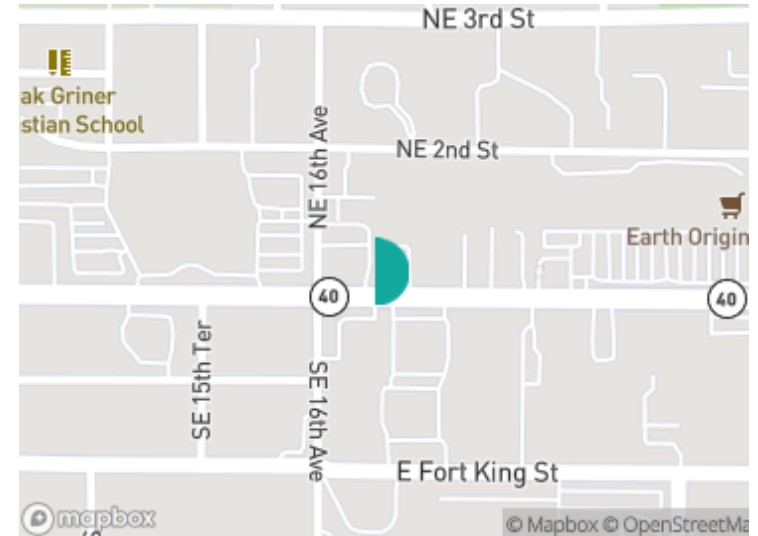 NE 3rd St
ak Griner
stian School
NE 16th Ave
NE 2nd St
Earth Origin
40
40
SE 15th Ter
SE 16th Ave
E Fort King St
mapbox
© Mapbox © OpenStreetMa